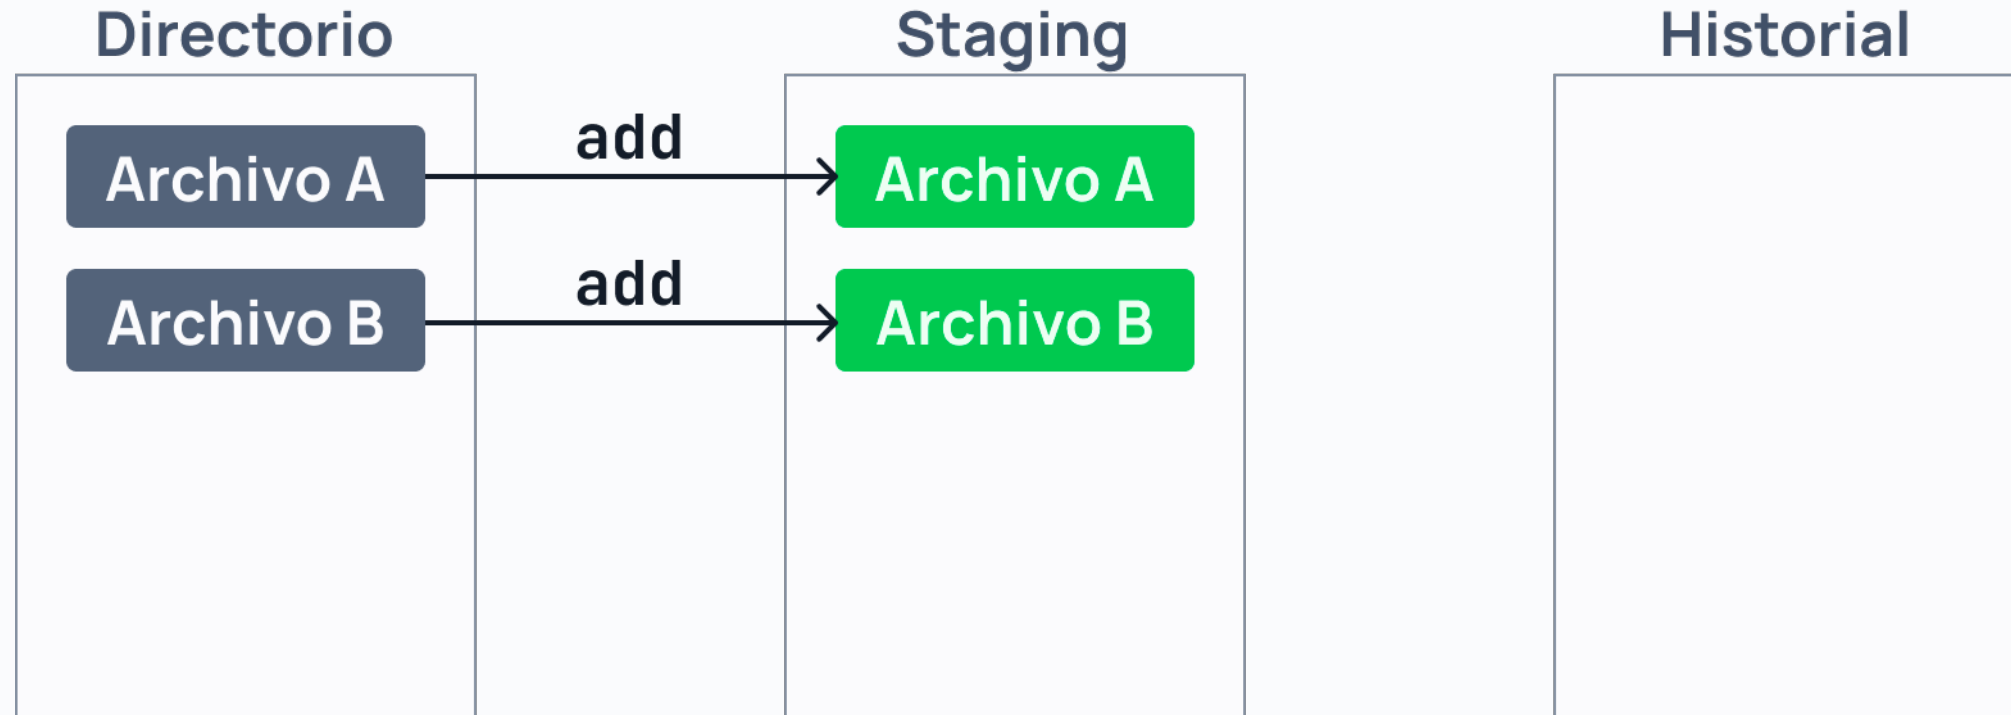 Directorio
Staging
Historial
Archivo A
add
Archivo A
Archivo B
add
Archivo B